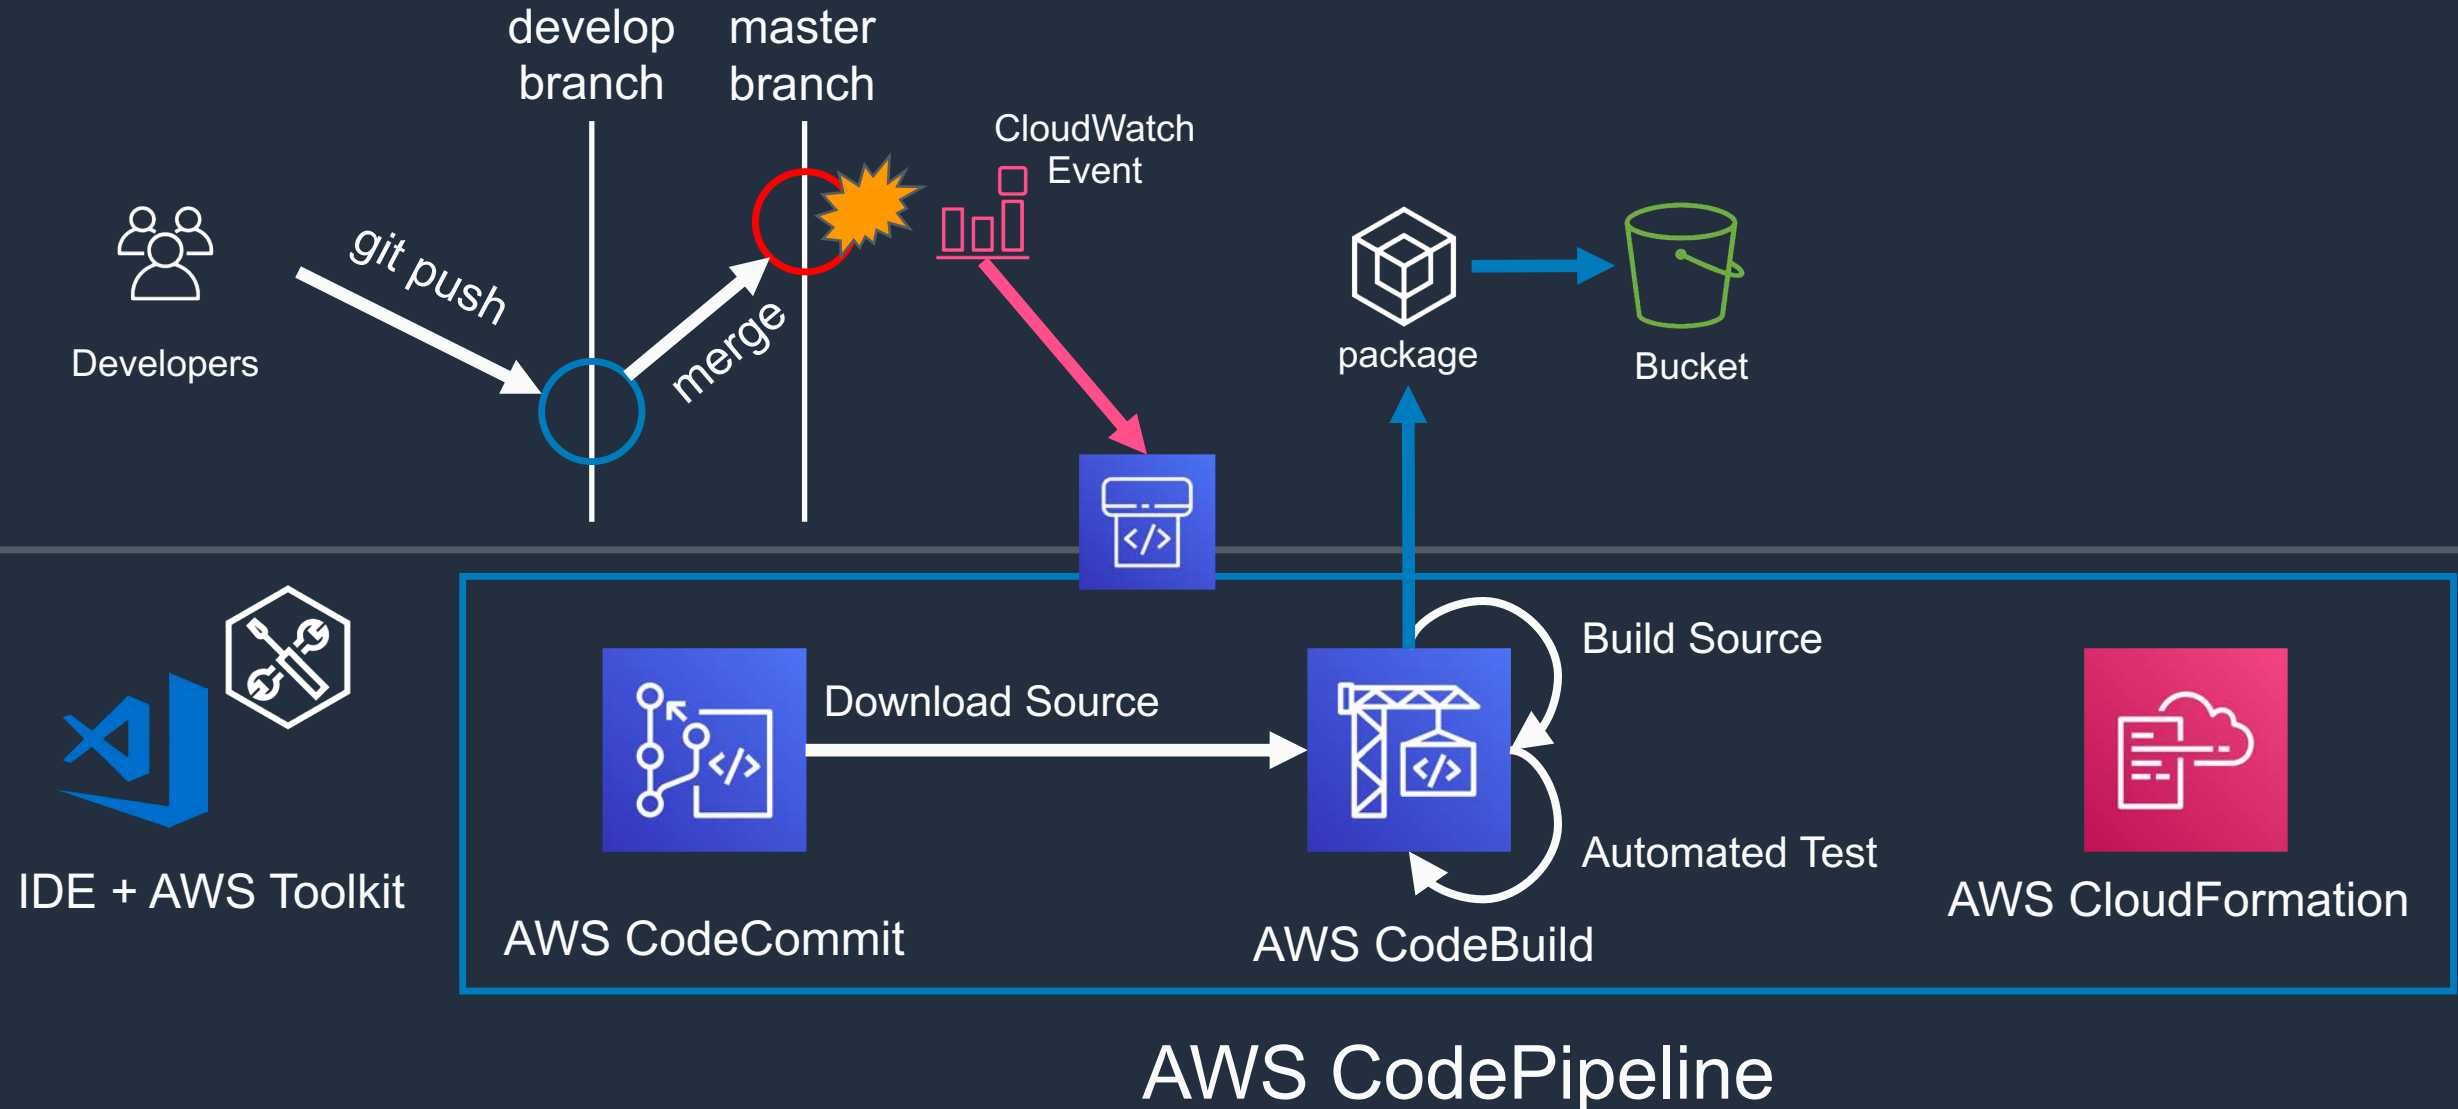 develop
branch
master
branch
CloudWatch
Event
git push
merge
Developers
package
Bucket
</>
Build Source
Download Source
</>
</>
Automated Test
IDE + AWS Toolkit
AWS CodeCommit
AWS CodeBuild
AWS CloudFormation
AWS CodePipeline